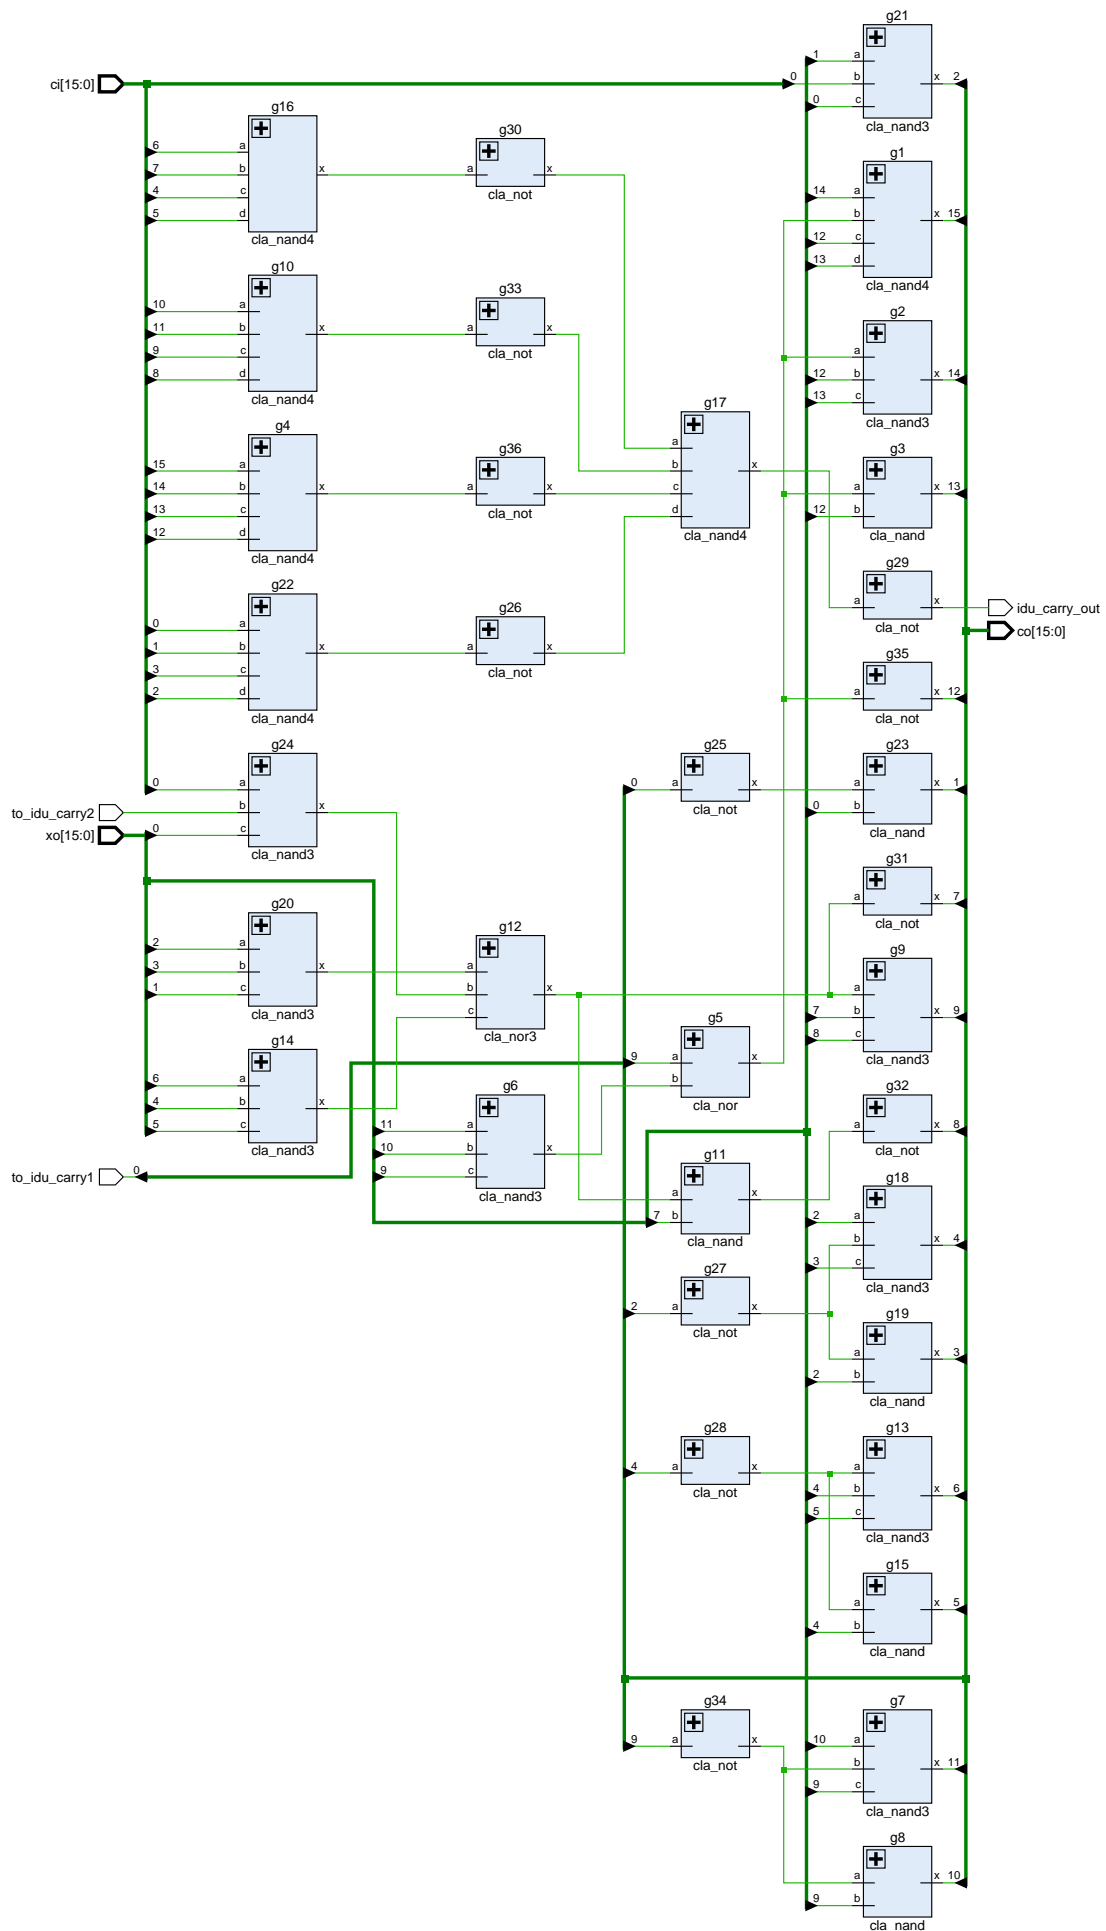 ci[15:0]
to_idu_carry2
xo[15:0]
to_idu_carry1
0
g16
6 a
7 b x
4 c
5 d
cla_nand4
g10
10 a
11 b x
9 c
8 d
cla_nand4
g4
15 a
14 b x
13 c
12 d
cla_nand4
g22
0 a
1 b x
3 c
2 d
cla_nand4
g24
0 a
b x
0 c
cla_nand3
g20
2 a
3 b x
1 c
cla_nand3
g14
6 a
4 b x
5 c
cla_nand3
g30
a x
cla_not
g33
a x
cla_not
g36
a x
cla_not
g26
a x
cla_not
g12
a
b x
c
cla_nor3
g6
11 a
10 b x
9 c
cla_nand3
g17
a
b x
c
d
cla_nand4
g25
0 a x
cla_not
g5
9 a x
b
cla_nor
g11
a x
7 b
cla_nand
g27
2 a x
cla_not
g28
4 a x
cla_not
g34
9 a x
cla_not
g21
1 a
0 b x 2
0 c
cla_nand3
g1
14 a
b x 15
12 c
13 d
cla_nand4
g2
a
12 b x 14
13 c
cla_nand3
g3
a x 13
12 b
cla_nand
g29
a x
cla_not
idu_carry_out
co[15:0]
g35
a x 12
cla_not
g23
a x 1
0 b
cla_nand
g31
a x 7
cla_not
g9
a
7 b x 9
8 c
cla_nand3
g32
a x 8
cla_not
g18
2 a
b x 4
3 c
cla_nand3
g19
a x 3
2 b
cla_nand
g13
a
4 b x 6
5 c
cla_nand3
g15
a x 5
4 b
cla_nand
g7
10 a
b x 11
9 c
cla_nand3
g8
a x 10
9 b
cla_nand